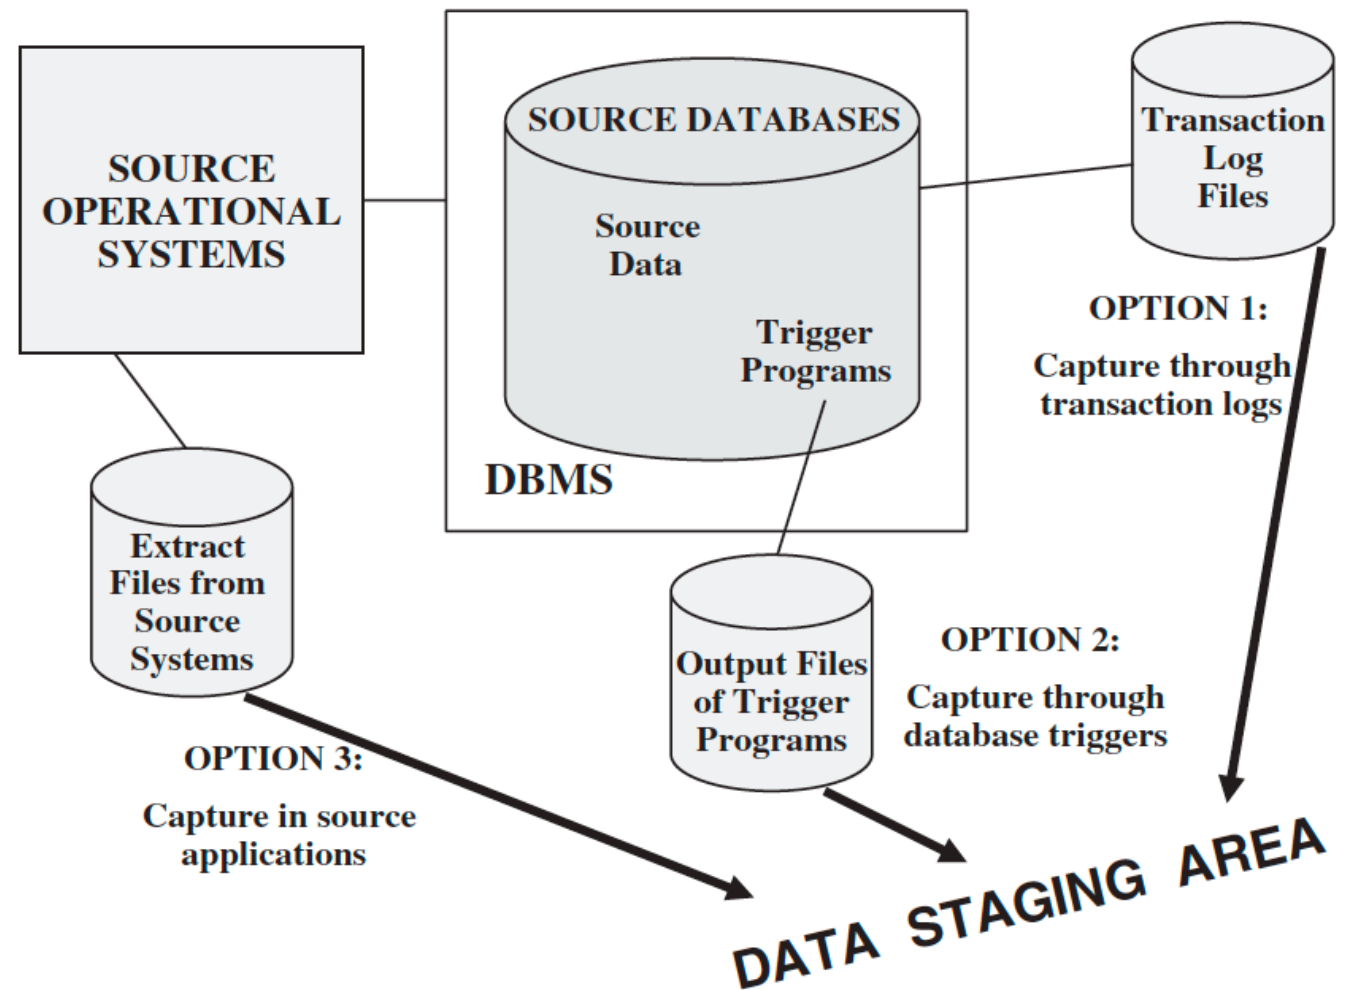 SOURCE
OPERATIONAL
SYSTEMS
SOURCE DATABASES
Source
Data
Trigger
Programs
DBMS
Transaction
Log
Files
OPTION 1:
Capture through
transaction logs
Extract
Files from
Source
Systems
OPTION 3:
Capture in source
applications
Output Files
of Trigger
Programs
OPTION 2:
Capture through
database triggers
DATA STAGING AREA